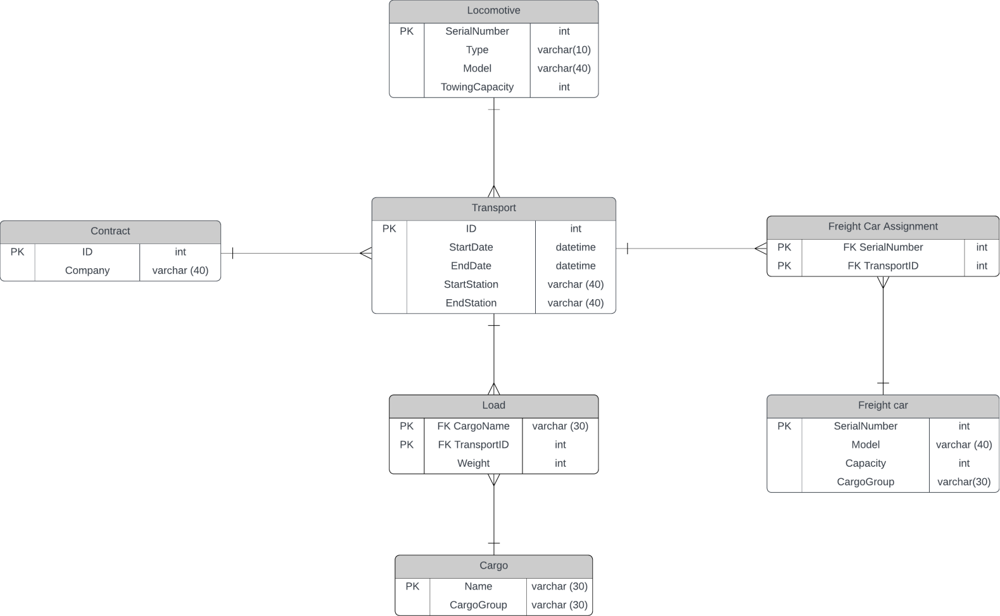 Locomotive
PK SerialNumber int
Type varchar(10)
Model varchar(40)
TowingCapacity int
Transport
PK ID int
StartDate datetime
EndDate datetime
StartStation varchar (40)
EndStation varchar (40)
Contract
PK ID int
Company varchar (40)
Freight Car Assignment
PK FK SerialNumber int
PK FK TransportID int
Load
PK FK CargoName varchar (30)
PK FK TransportID int
Weight int
Freight car
PK SerialNumber int
Model varchar (40)
Capacity int
CargoGroup varchar(30)
Cargo
PK Name varchar (30)
CargoGroup varchar (30)